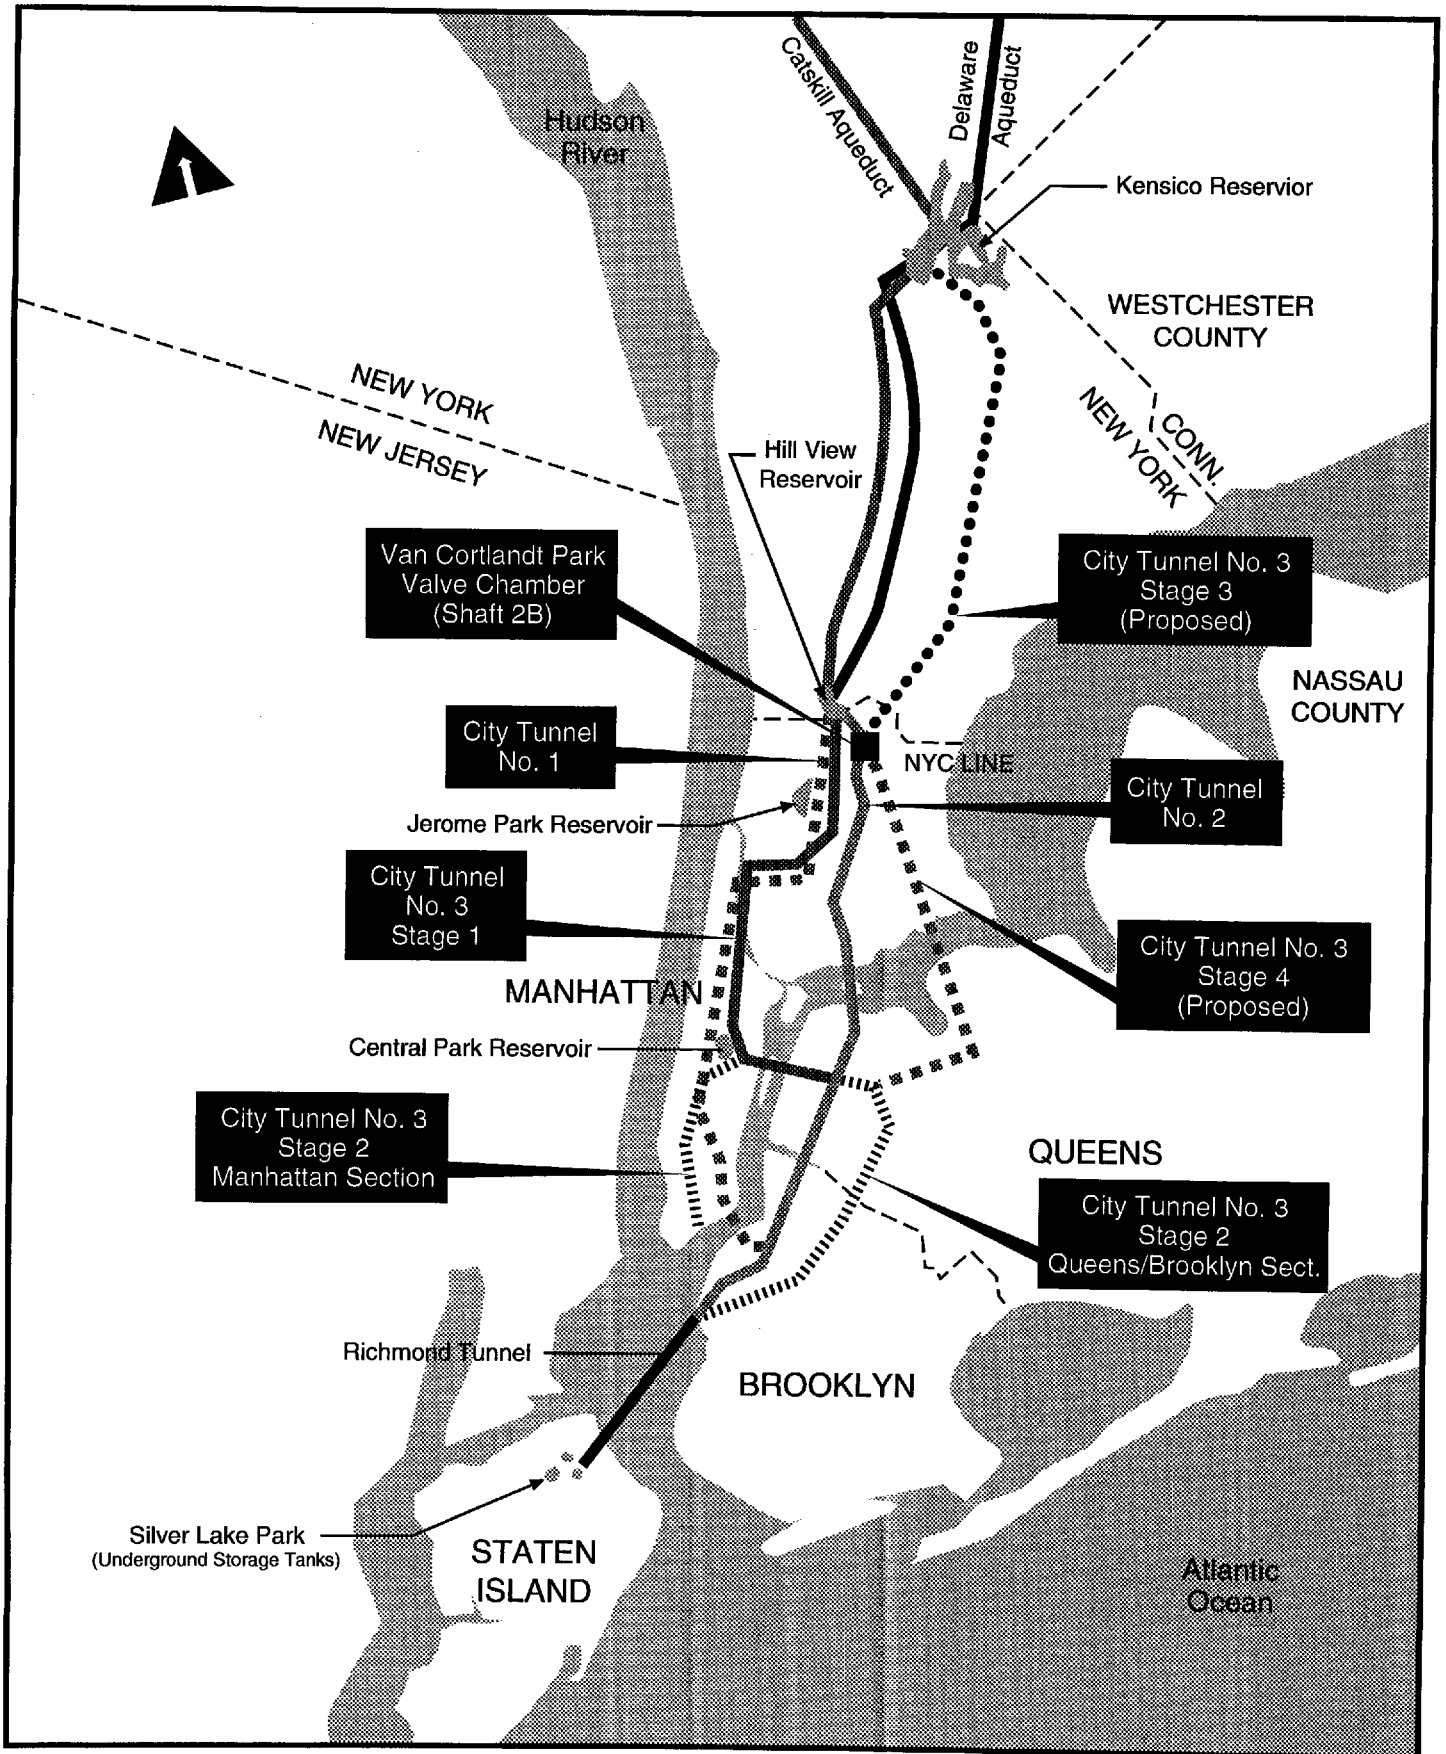 Catskill Aqueduct
Delaware
Aqueduct
Hudson
River
Kensico Reservior
WESTCHESTER
COUNTY
NEW YORK
NEW JERSEY
CONN.
NEW YORK
Hill View
Reservoir
Van Cortlandt Park
Valve Chamber
(Shaft 2B)
City Tunnel No. 3
Stage 3
(Proposed)
NASSAU
COUNTY
City Tunnel
No. 1
NYC LINE
City Tunnel
No. 2
Jerome Park Reservoir
City Tunnel
No. 3
Stage 1
City Tunnel No. 3
Stage 4
(Proposed)
MANHATTAN
Central Park Reservoir
City Tunnel No. 3
Stage 2
Manhattan Section
QUEENS
City Tunnel No. 3
Stage 2
Queens/Brooklyn Sect.
Richmond Tunnel
BROOKLYN
Silver Lake Park
(Underground Storage Tanks)
STATEN
ISLAND
Atlantic
Ocean